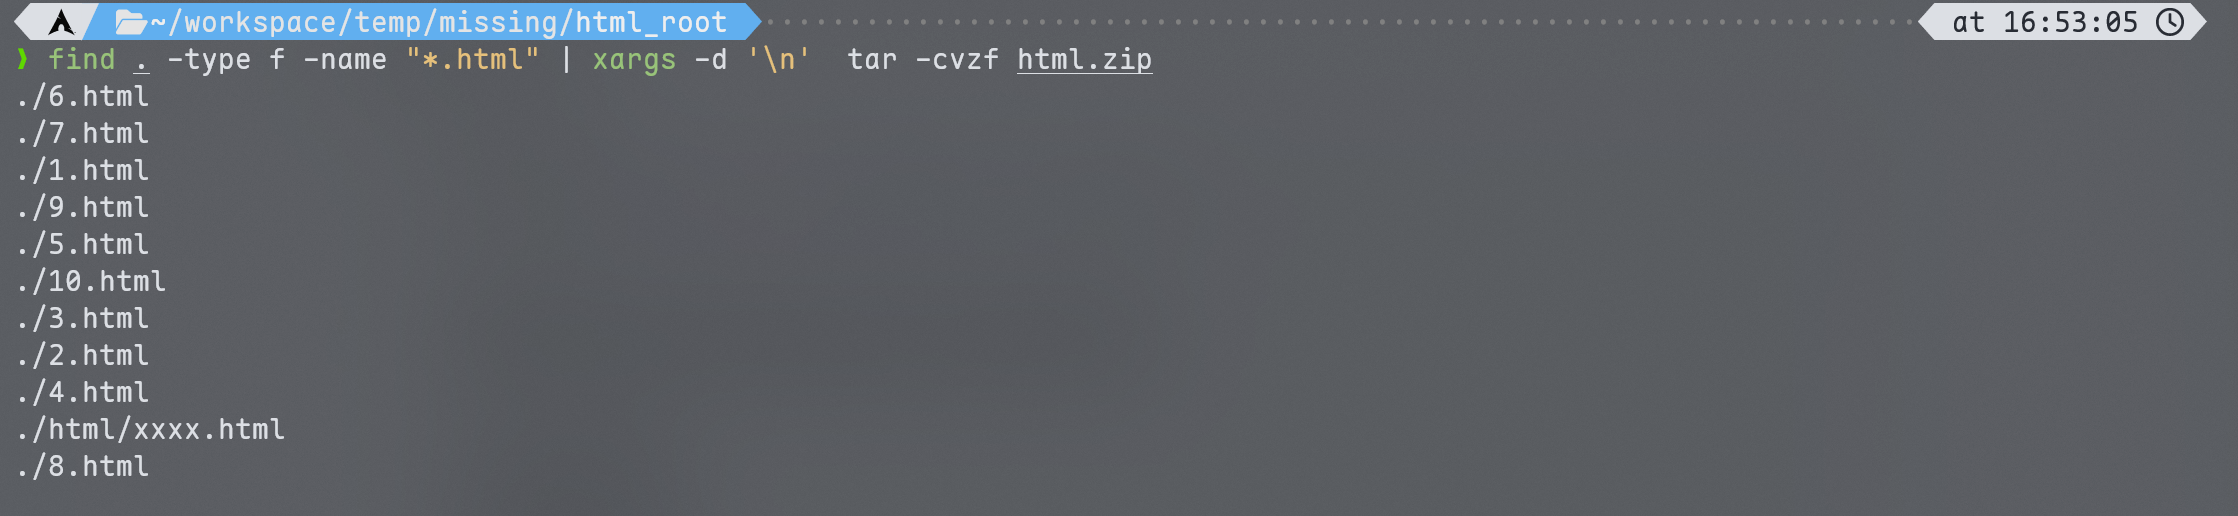 ~/workspace/temp/missing/html_root at 16:53:05
❯ find . -type f -name "*.html" | xargs -d '\n'  tar -cvzf html.zip
./6.html
./7.html
./1.html
./9.html
./5.html
./10.html
./3.html
./2.html
./4.html
./html/xxxx.html
./8.html